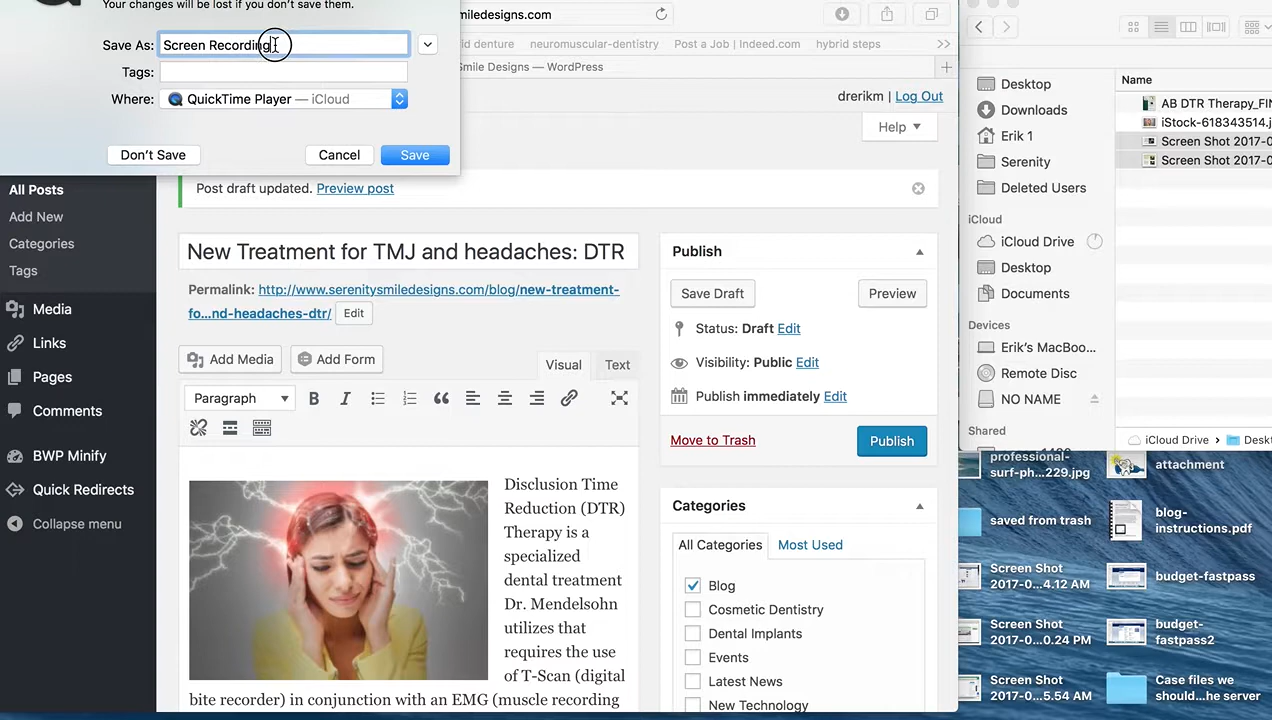 Your changes will be lost if you don't save them.
Save As: Screen Recording
Tags:
Where: QuickTime Player — iCloud
Don't Save
Cancel
Save
miledesigns.com
id denture
neuromuscular-dentistry
Post a Job | Indeed.com
hybrid steps
Smile Designs — WordPress
drerikm | Log Out
Help
All Posts
Add New
Categories
Tags
Media
Links
Pages
Comments
BWP Minify
Quick Redirects
Collapse menu
Post draft updated. Preview post
New Treatment for TMJ and headaches: DTR
Permalink: http://www.serenitysmiledesigns.com/blog/new-treatment-
fo...nd-headaches-dtr/ Edit
Add Media
Add Form
Visual
Text
Paragraph
B
I
Disclusion Time
Reduction (DTR)
Therapy is a
specialized
dental treatment
Dr. Mendelsohn
utilizes that
requires the use
of T-Scan (digital
bite recorder) in conjunction with an EMG (muscle recording
Publish
Save Draft
Preview
Status: Draft Edit
Visibility: Public Edit
Publish immediately Edit
Move to Trash
Publish
Categories
All Categories
Most Used
Blog
Cosmetic Dentistry
Dental Implants
Events
Latest News
New Technology
Desktop
Downloads
Erik 1
Serenity
Deleted Users
iCloud
iCloud Drive
Desktop
Documents
Devices
Erik's MacBoo...
Remote Disc
NO NAME
Shared
Name
AB DTR Therapy_FIN
iStock-618343514.j
Screen Shot 2017-0
Screen Shot 2017-0
iCloud Drive › Deskt
professional-
surf-ph...229.jpg
attachment
saved from trash
blog-
instructions.pdf
Screen Shot
2017-0...4.12 AM
budget-fastpass
Screen Shot
2017-0...0.24 PM
budget-
fastpass2
Screen Shot
2017-0...5.54 AM
Case files we
should...he server